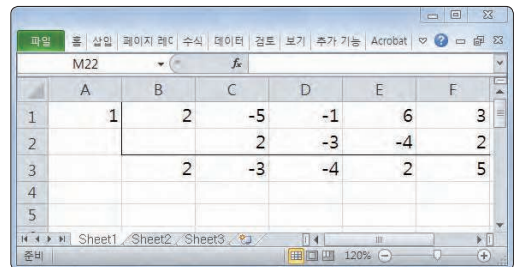 파일 홈 삽입 페이지 레C 수식 데이터 검토 보기 추가 기능 Acrobat
M22 fx
A B C D E F
1 1 2 -5 -1 6 3
2 2 -3 -4 2
3 2 -3 -4 2 5
4
5
Sheet1 Sheet2 Sheet3
준비 120%